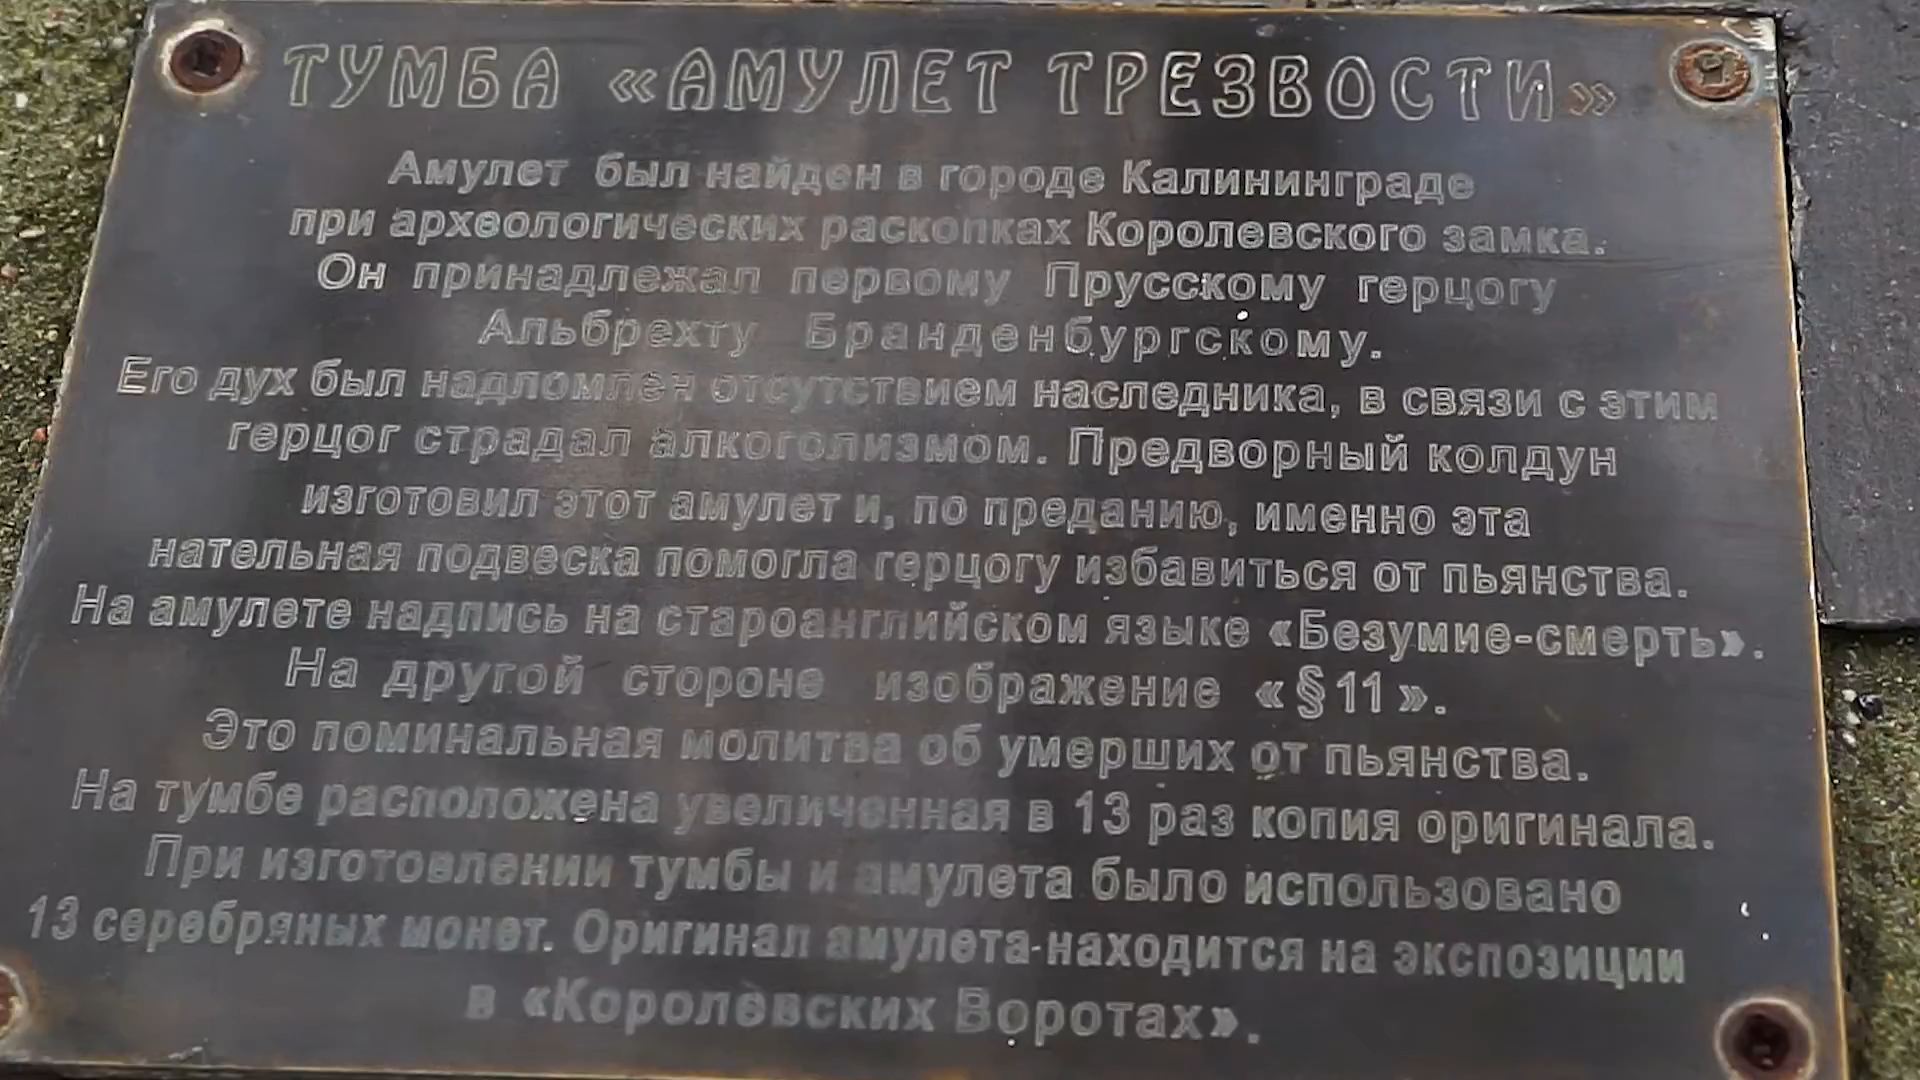 ТУМБА «АМУЛЕТ ТРЕЗВОСТИ»
Амулет был найден в городе Калининграде
при археологических раскопках Королевского замка.
Он принадлежал первому Прусскому герцогу
Альбрехту Бранденбургскому.
Его дух был надломлен отсутствием наследника, в связи с этим
герцог страдал алкоголизмом. Предворный колдун
изготовил этот амулет и, по преданию, именно эта
нательная подвеска помогла герцогу избавиться от пьянства.
На амулете надпись на староанглийском языке «Безумие-смерть».
На другой стороне изображение «§11».
Это поминальная молитва об умерших от пьянства.
На тумбе расположена увеличенная в 13 раз копия оригинала.
При изготовлении тумбы и амулета было использовано
13 серебряных монет. Оригинал амулета-находится на экспозиции
в «Королевских Воротах».